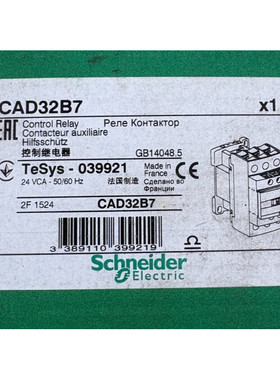 CAD32B7
x1
EAC
Control Relay Реле Контактор
Contacteur auxiliaire
Hilfsschütz
控制继电器
GB14048.5
TeSys - 039921
24 VCA - 50/60 Hz
法国制造
Made in
France
Сделано во
Франции
2F 1524
CAD32B7
3 389110 399219
Schneider
Electric